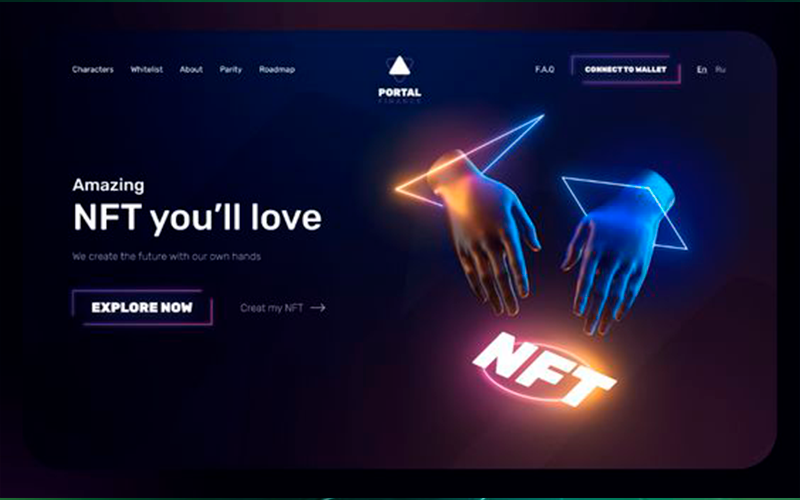 Characters Whitelist About Parity Roadmap
PORTAL
FINANCE
F.A.Q
CONNECT TO WALLET
En Ru
Amazing
NFT you'll love
We create the future with our own hands
EXPLORE NOW
Creat my NFT
NFT